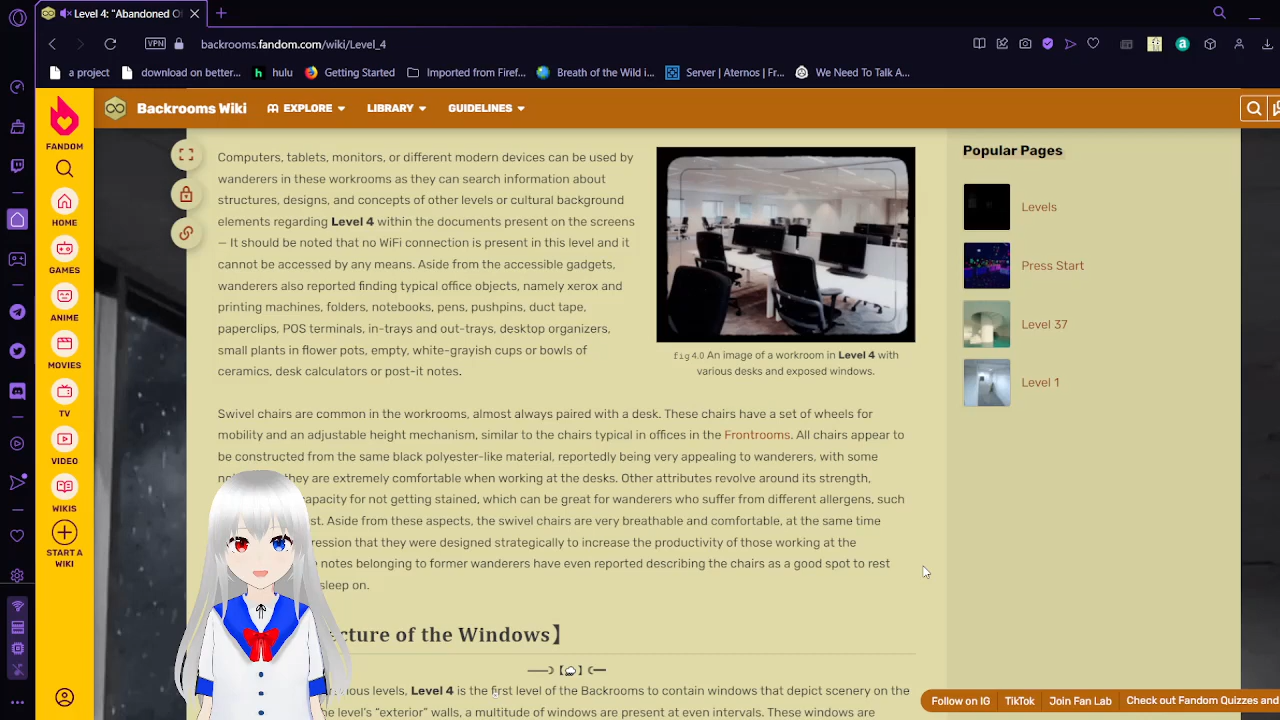 Level 4: "Abandoned O
VPN
backrooms.fandom.com/wiki/Level_4
a project
download on better...
hulu
Getting Started
Imported from Firef...
Breath of the Wild i...
Server | Aternos | Fr...
We Need To Talk A...
FANDOM
HOME
GAMES
ANIME
MOVIES
TV
VIDEO
WIKIS
START A
WIKI
Backrooms Wiki
EXPLORE
LIBRARY
GUIDELINES
Computers, tablets, monitors, or different modern devices can be used by
wanderers in these workrooms as they can search information about
structures, designs, and concepts of other levels or cultural background
elements regarding Level 4 within the documents present on the screens
— It should be noted that no WiFi connection is present in this level and it
cannot be accessed by any means. Aside from the accessible gadgets,
wanderers also reported finding typical office objects, namely xerox and
printing machines, folders, notebooks, pens, pushpins, duct tape,
paperclips, POS terminals, in-trays and out-trays, desktop organizers,
small plants in flower pots, empty, white-grayish cups or bowls of
ceramics, desk calculators or post-it notes.
fig 4.0 An image of a workroom in Level 4 with
various desks and exposed windows.
Swivel chairs are common in the workrooms, almost always paired with a desk. These chairs have a set of wheels for
mobility and an adjustable height mechanism, similar to the chairs typical in offices in the Frontrooms. All chairs appear to
be constructed from the same black polyester-like material, reportedly being very appealing to wanderers, with some
they are extremely comfortable when working at the desks. Other attributes revolve around its strength,
capacity for not getting stained, which can be great for wanderers who suffer from different allergens, such
Aside from these aspects, the swivel chairs are very breathable and comfortable, at the same time
that they were designed strategically to increase the productivity of those working at the
notes belonging to former wanderers have even reported describing the chairs as a good spot to rest
sleep on.
cture of the Windows】
levels, Level 4 is the first level of the Backrooms to contain windows that depict scenery on the
level's "exterior" walls, a multitude of windows are present at even intervals. These windows are
Popular Pages
Levels
Press Start
Level 37
Level 1
Follow on IG
TikTok
Join Fan Lab
Check out Fandom Quizzes and